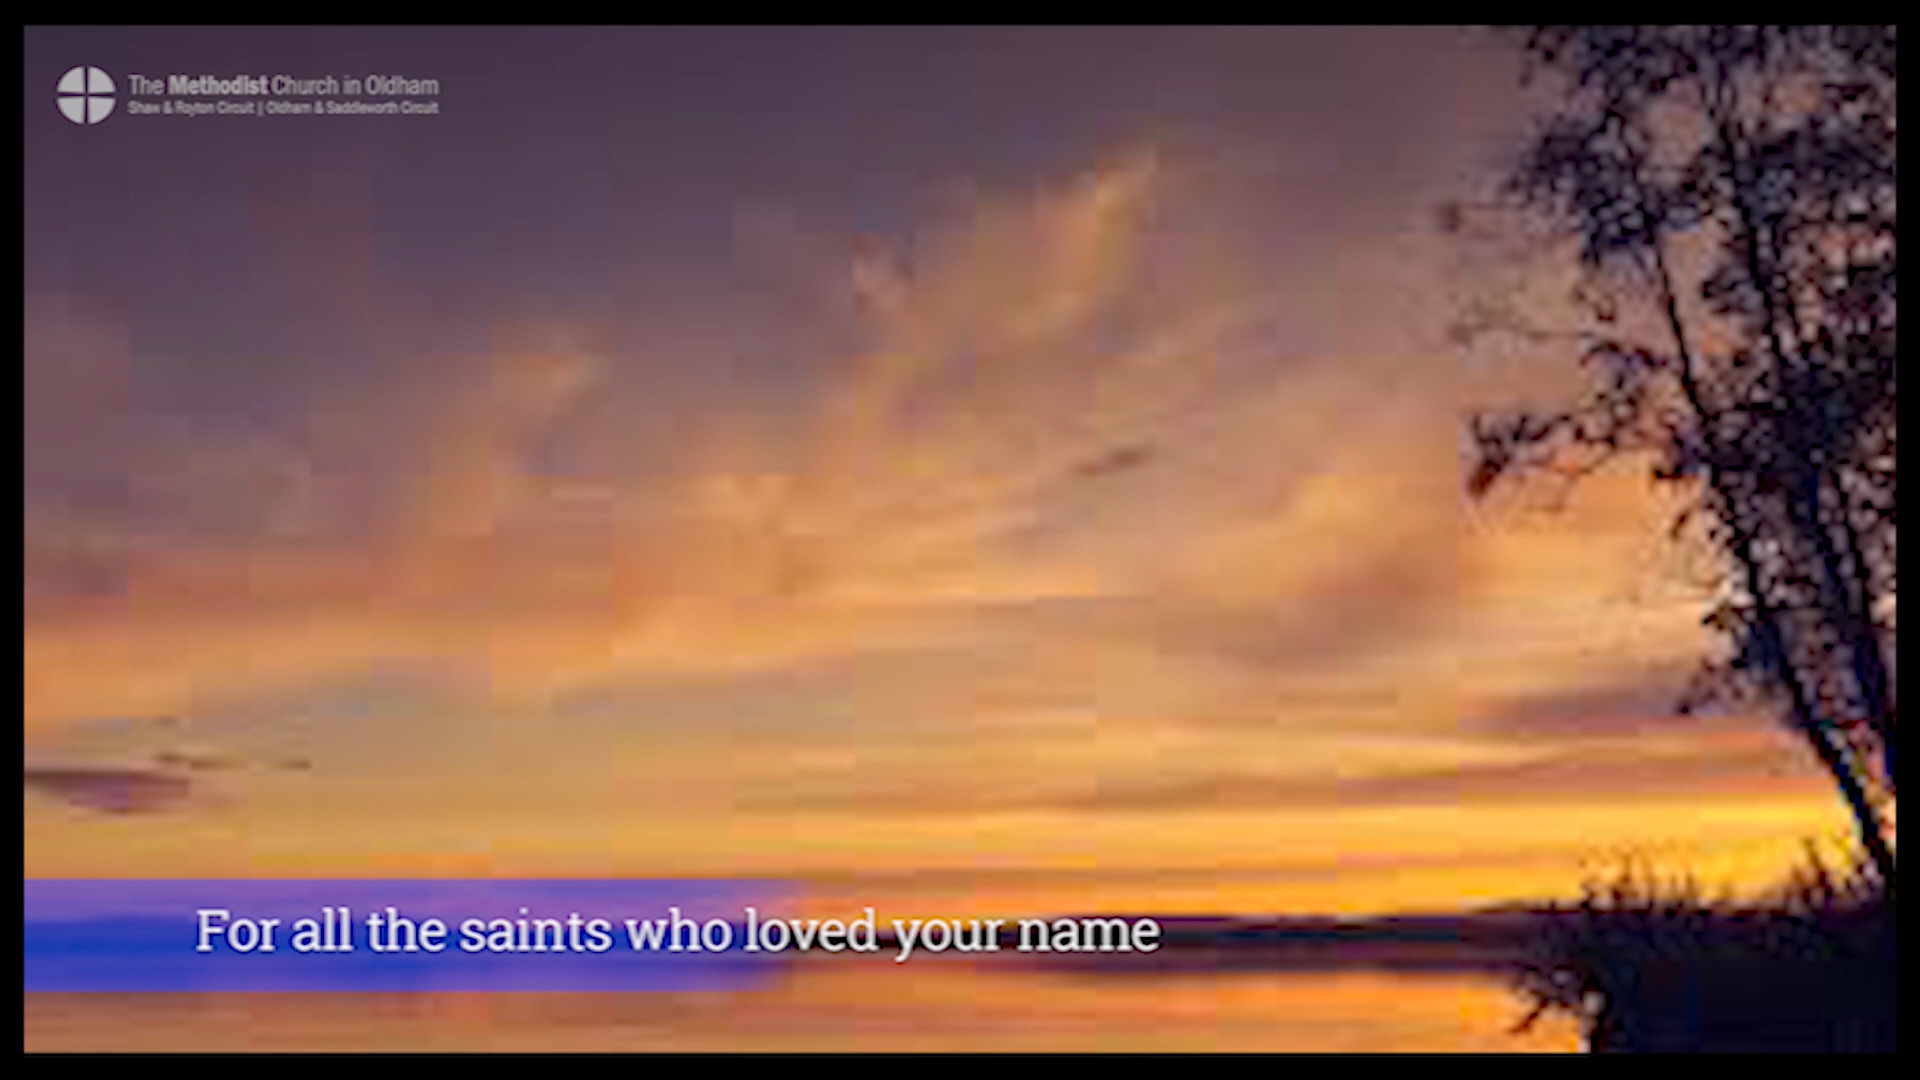 The Methodist Church in Oldham
Shaw & Royton Circuit | Oldham & Saddleworth Circuit
For all the saints who loved your name